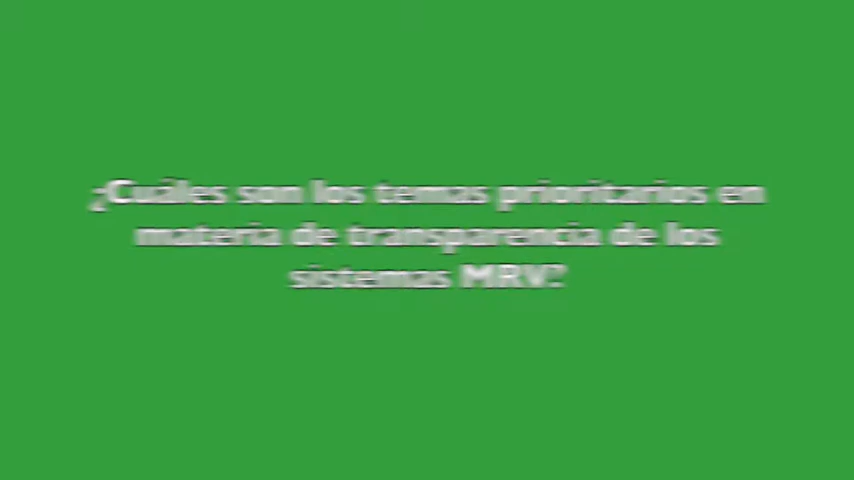 ¿Cuáles son los temas prioritarios en
materia de transparencia de los
sistemas MRV?